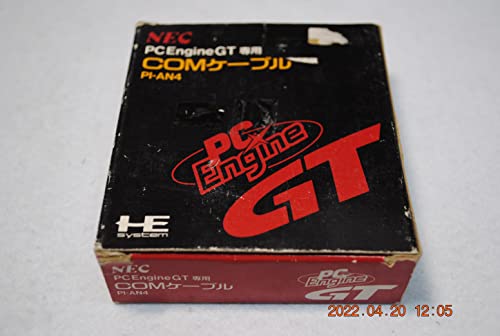 NEC
PC Engine GT 専用
COMケーブル
PI-AN4
PC
Engine
GT
HE
system
NEC
PC Engine GT 専用
COMケーブル
PI-AN4
PC
Engine
GT
2022.04.20 12:05